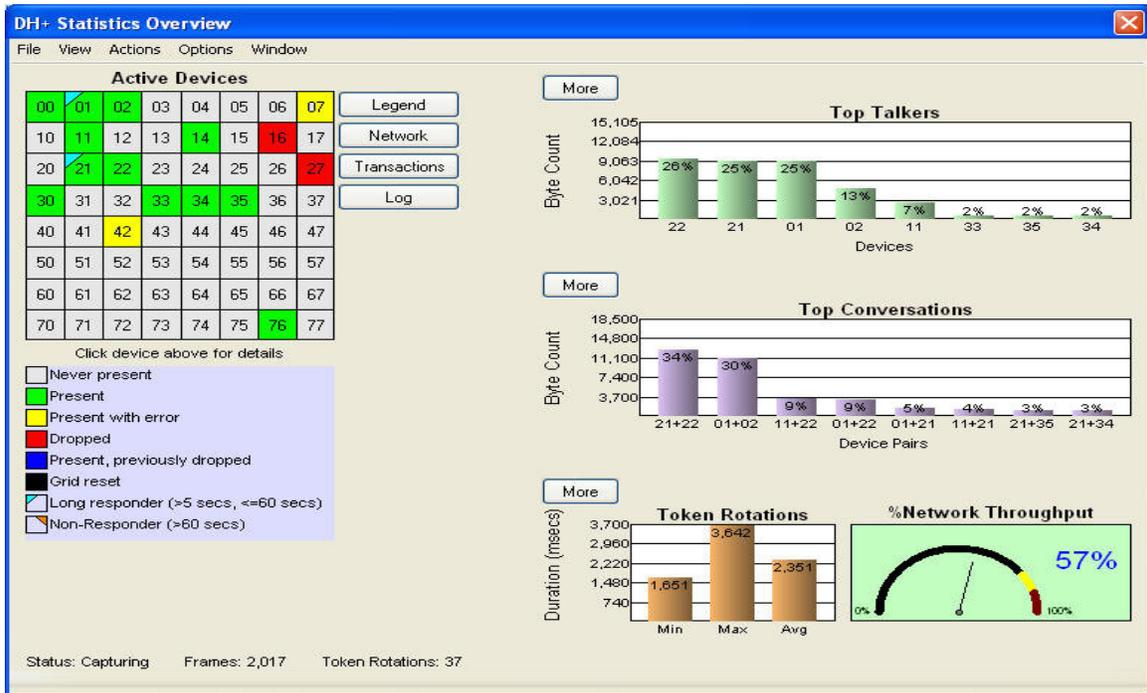 DH+ Statistics Overview
File View Actions Options Window
Active Devices
00 01 02 03 04 05 06 07
10 11 12 13 14 15 16 17
20 21 22 23 24 25 26 27
30 31 32 33 34 35 36 37
40 41 42 43 44 45 46 47
50 51 52 53 54 55 56 57
60 61 62 63 64 65 66 67
70 71 72 73 74 75 76 77
Click device above for details
Legend
Network
Transactions
Log
Never present
Present
Present with error
Dropped
Present, previously dropped
Grid reset
Long responder (>5 secs, <=60 secs)
Non-Responder (>60 secs)
More
Top Talkers
Byte Count
15,105
12,084
9,063
6,042
3,021
26% 25% 25% 13% 7% 2% 2% 2%
22 21 01 02 11 33 35 34
Devices
More
Top Conversations
Byte Count
18,500
14,800
11,100
7,400
3,700
34% 30% 9% 9% 5% 4% 3% 3%
21+22 01+02 11+22 01+22 01+21 11+21 21+35 21+34
Device Pairs
More
Token Rotations
Duration (msecs)
3,700
2,960
2,220
1,480
740
1,651 3,642 2,351
Min Max Avg
%Network Throughput
57%
0% 100%
Status: Capturing Frames: 2,017 Token Rotations: 37